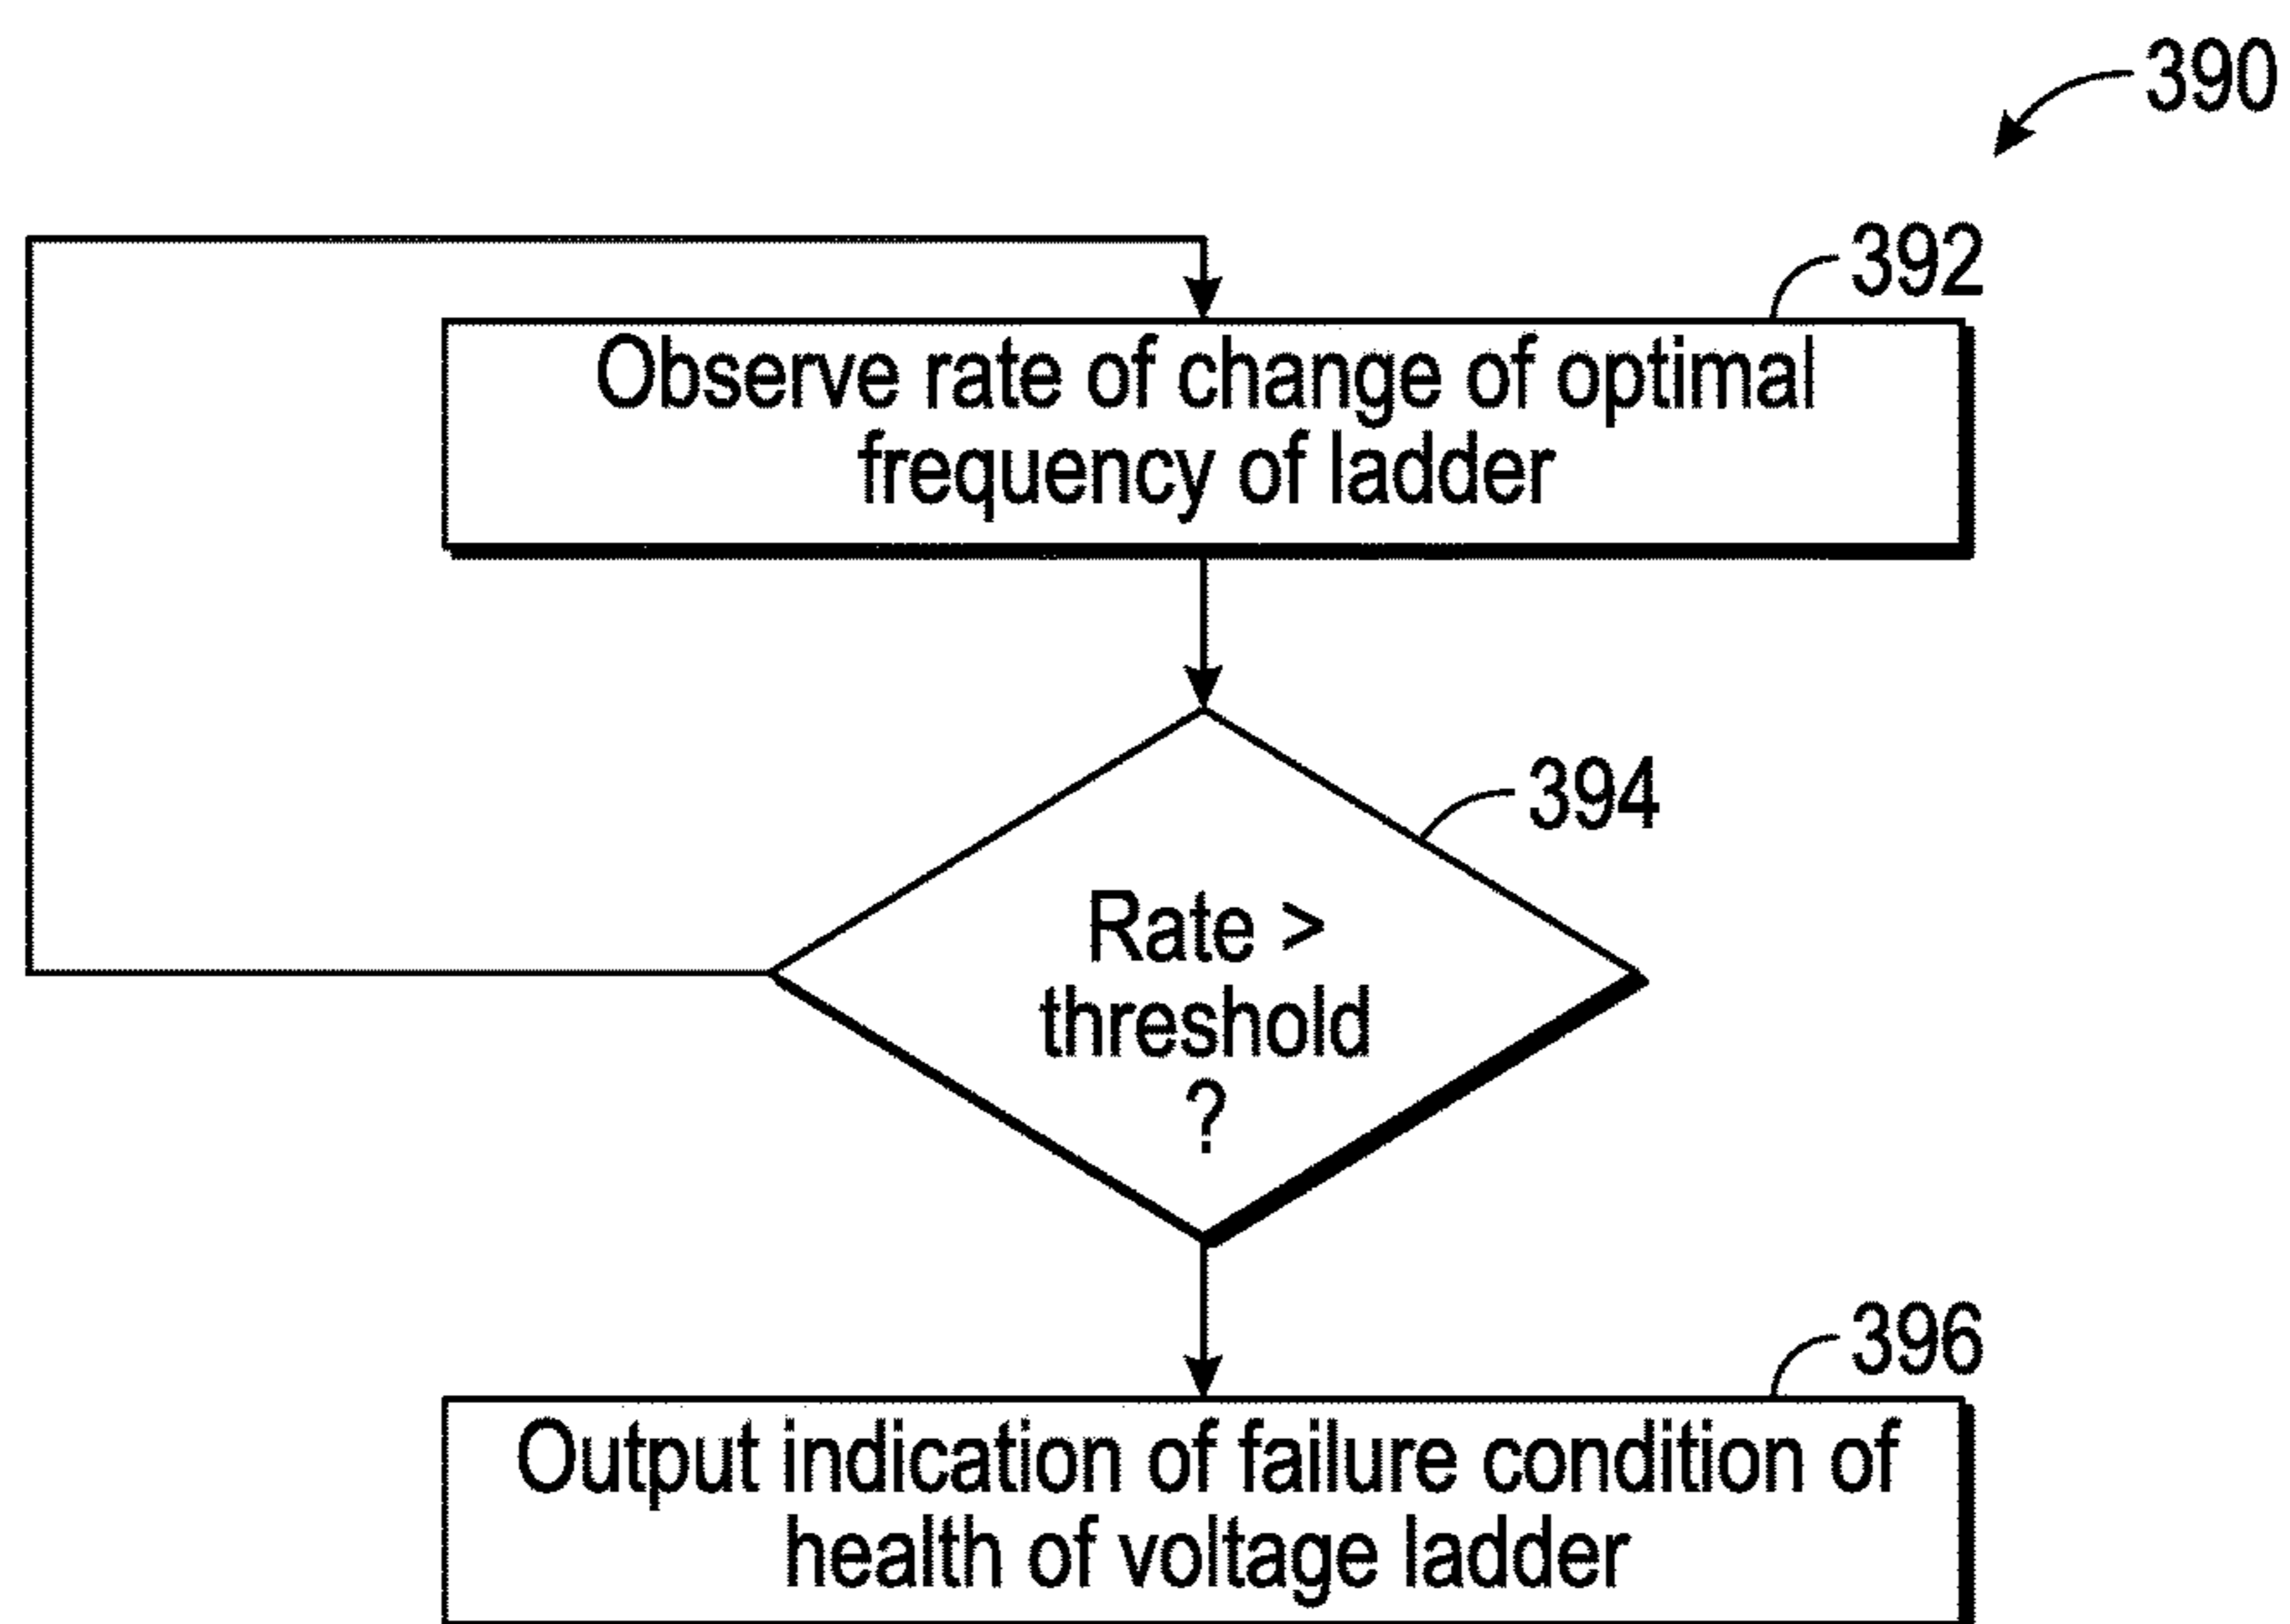 390
392
Observe rate of change of optimal
frequency of ladder
394
Rate >
threshold
?
396
Output indication of failure condition of
health of voltage ladder